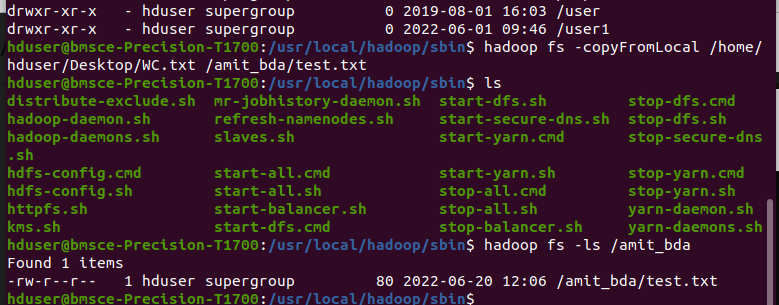 drwxr-xr-x   - hduser supergroup          0 2019-08-01 16:03 /user
drwxr-xr-x   - hduser supergroup          0 2022-06-01 09:46 /user1
hduser@bmsce-Precision-T1700:/usr/local/hadoop/sbin$ hadoop fs -copyFromLocal /home/
hduser/Desktop/WC.txt /amit_bda/test.txt
hduser@bmsce-Precision-T1700:/usr/local/hadoop/sbin$ ls
distribute-exclude.sh  mr-jobhistory-daemon.sh  start-dfs.sh         stop-dfs.cmd
hadoop-daemon.sh       refresh-namenodes.sh     start-secure-dns.sh  stop-dfs.sh
hadoop-daemons.sh      slaves.sh                start-yarn.cmd       stop-secure-dns
.sh
hdfs-config.cmd        start-all.cmd            start-yarn.sh        stop-yarn.cmd
hdfs-config.sh         start-all.sh             stop-all.cmd         stop-yarn.sh
httpfs.sh              start-balancer.sh        stop-all.sh          yarn-daemon.sh
kms.sh                 start-dfs.cmd            stop-balancer.sh     yarn-daemons.sh
hduser@bmsce-Precision-T1700:/usr/local/hadoop/sbin$ hadoop fs -ls /amit_bda
Found 1 items
-rw-r--r--   1 hduser supergroup         80 2022-06-20 12:06 /amit_bda/test.txt
hduser@bmsce-Precision-T1700:/usr/local/hadoop/sbin$